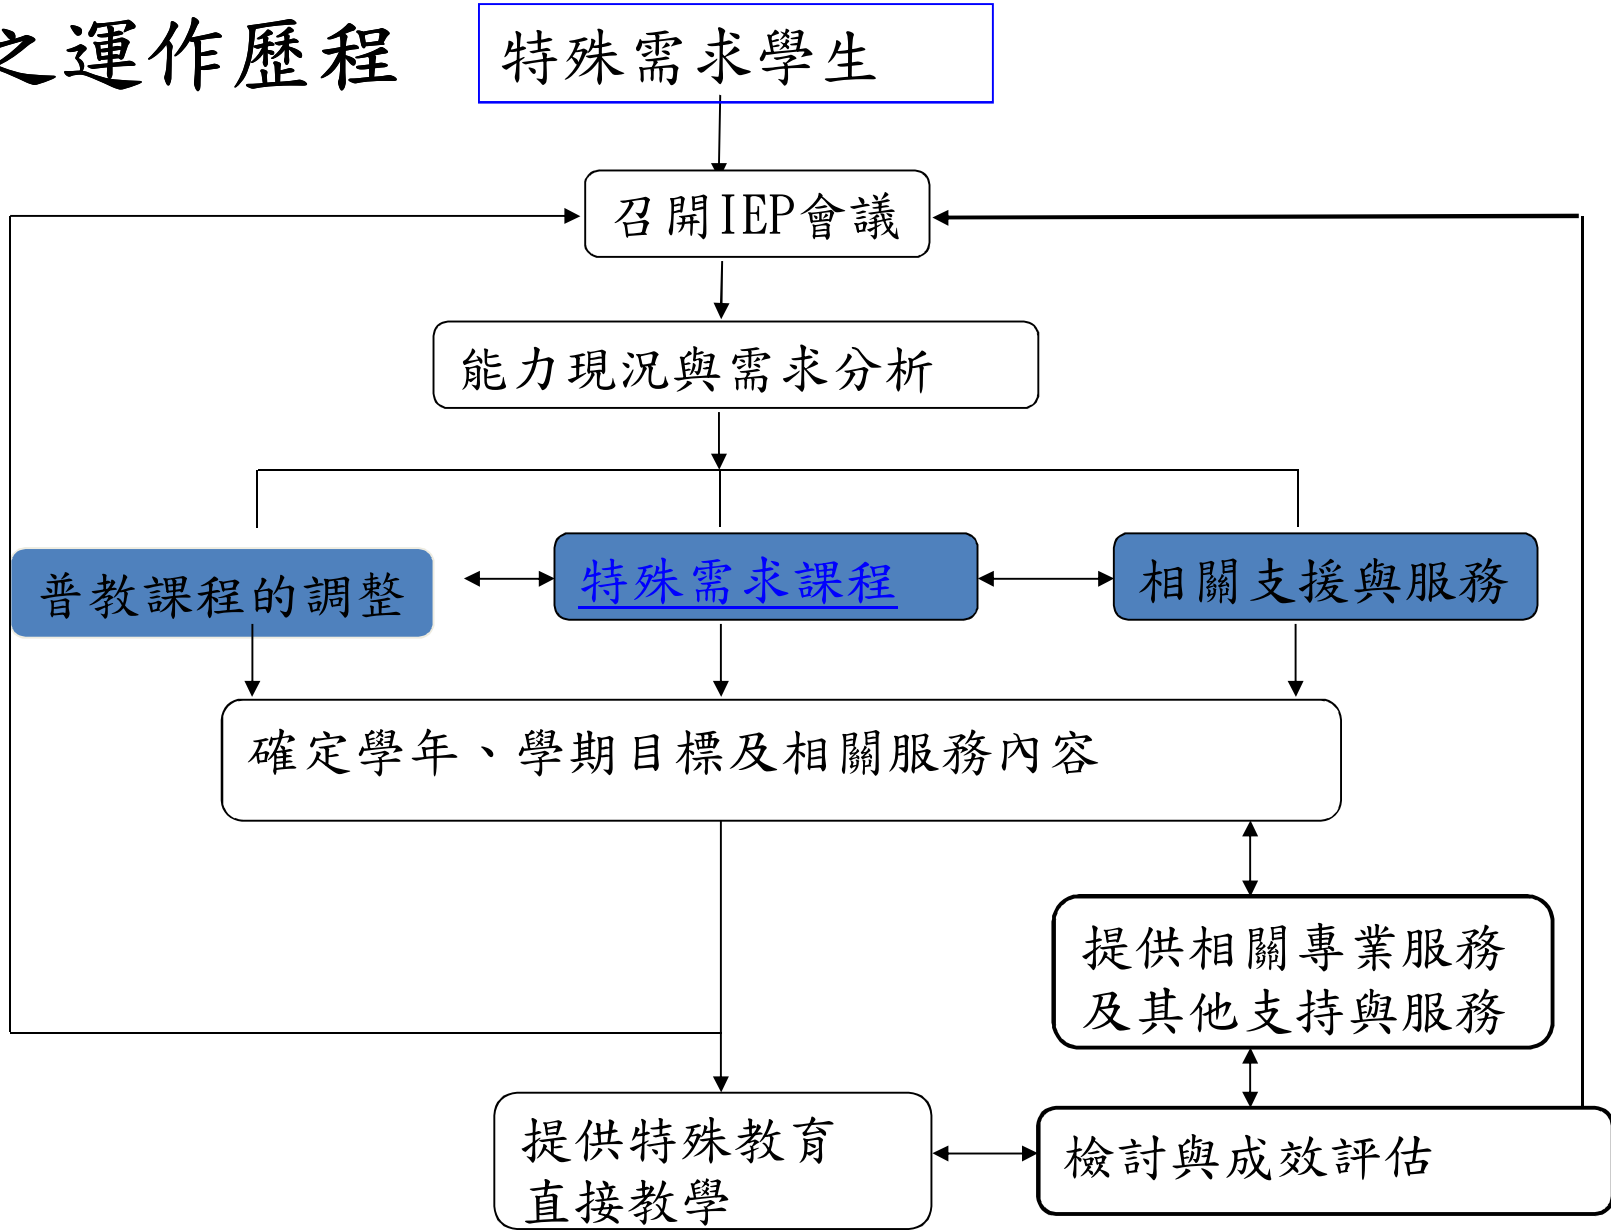 之運作歷程
特殊需求學生
召開IEP會議
能力現況與需求分析
普教課程的調整
特殊需求課程
相關支援與服務
確定學年、學期目標及相關服務內容
提供相關專業服務
及其他支持與服務
提供特殊教育
直接教學
檢討與成效評估